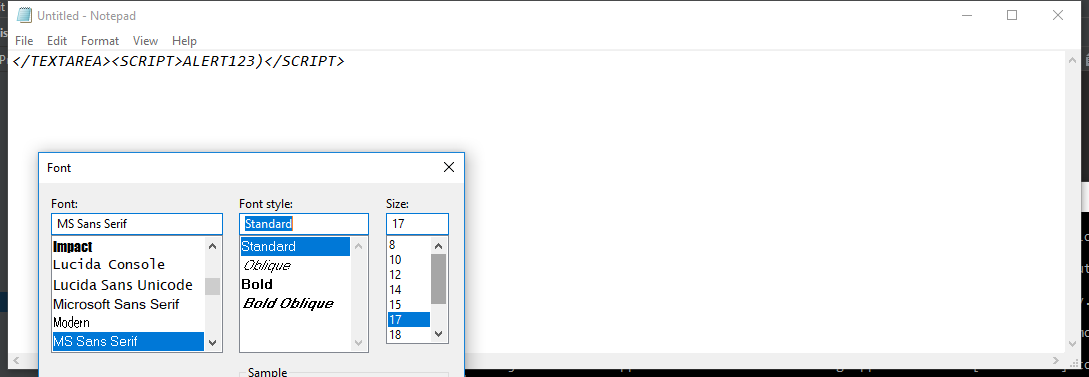 Untitled - Notepad
File Edit Format View Help
</TEXTAREA><SCRIPT>ALERT123)</SCRIPT>
Font
Font: Font style: Size:
MS Sans Serif Standard 17
Impact Standard 8
Lucida Console Oblique 10
Lucida Sans Unicode Bold 12
Microsoft Sans Serif Bold Oblique 14
Modern 15
MS Sans Serif 17
18
Sample